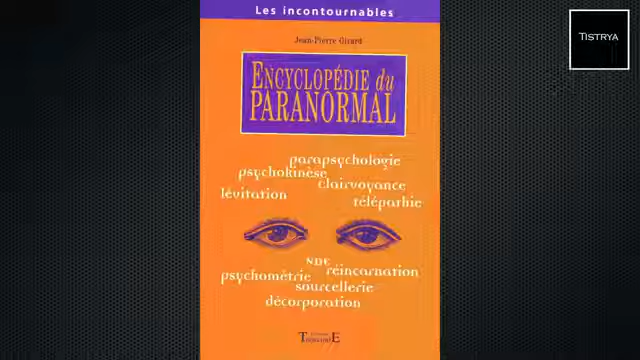 Les incontournables
TISTRYA
Jean-Pierre Girard
ENCYCLOPÉDIE du
PARANORMAL
parapsychologie
psychokinèse
clairvoyance
lévitation
télépathie
NDE
réincarnation
psychométrie
sourcellerie
décorporation